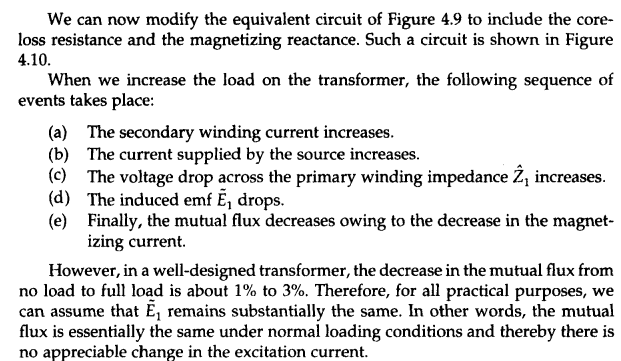 We can now modify the equivalent circuit of Figure 4.9 to include the core-
loss resistance and the magnetizing reactance. Such a circuit is shown in Figure
4.10.
When we increase the load on the transformer, the following sequence of
events takes place:
(a) The secondary winding current increases.
(b) The current supplied by the source increases.
(c) The voltage drop across the primary winding impedance Ẑ₁ increases.
(d) The induced emf Ẽ₁ drops.
(e) Finally, the mutual flux decreases owing to the decrease in the magnet-
izing current.
However, in a well-designed transformer, the decrease in the mutual flux from
no load to full load is about 1% to 3%. Therefore, for all practical purposes, we
can assume that Ẽ₁ remains substantially the same. In other words, the mutual
flux is essentially the same under normal loading conditions and thereby there is
no appreciable change in the excitation current.